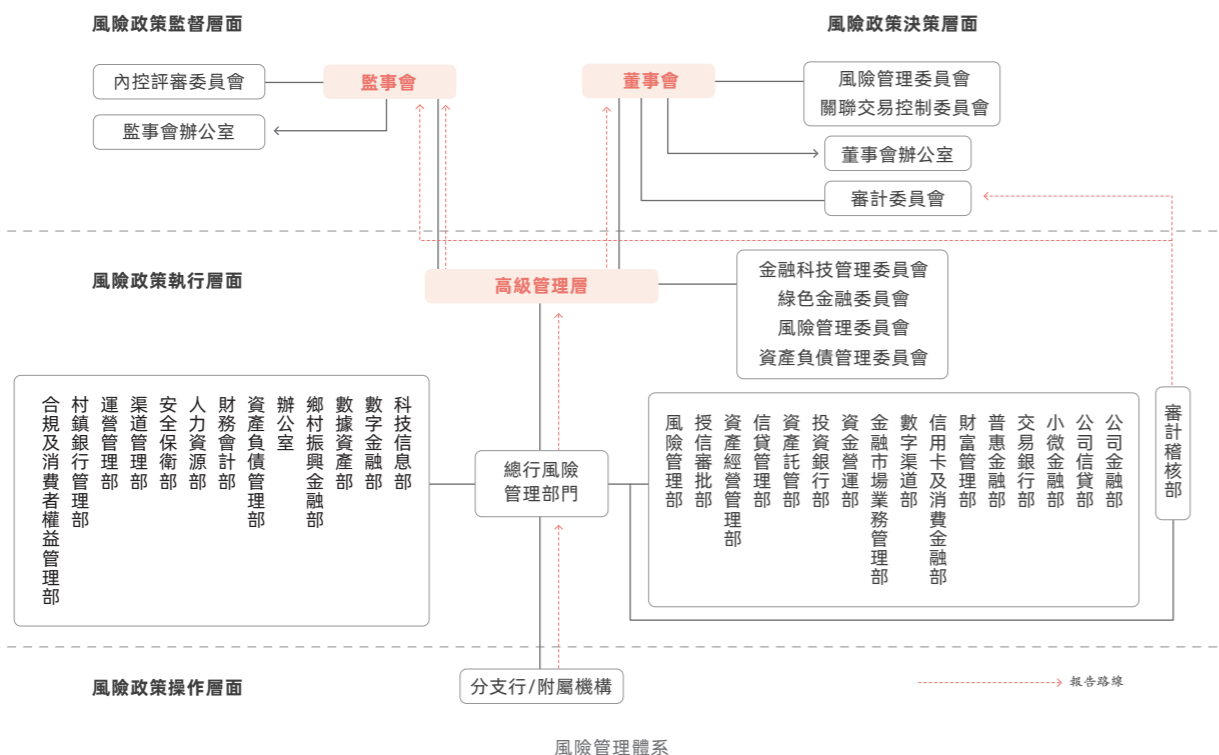 風險政策監督層面
風險政策決策層面
內控評審委員會
監事會
董事會
風險管理委員會
關聯交易控制委員會
監事會辦公室
董事會辦公室
審計委員會
風險政策執行層面
高級管理層
金融科技管理委員會
綠色金融委員會
風險管理委員會
資產負債管理委員會
合規及消費者權益管理部
村鎮銀行管理部
運營管理部
渠道管理部
安全保衛部
人力資源部
財務會計部
資產負債管理部
辦公室
鄉村振興金融部
數據資產部
數字金融部
科技信息部
總行風險
管理部門
風險管理部
授信審批部
資產經營管理部
信貸管理部
資產託管部
投資銀行部
資金營運部
金融市場業務管理部
數字渠道部
信用卡及消費金融部
財富管理部
普惠金融部
交易銀行部
小微金融部
公司信貸部
公司金融部
審計稽核部
風險政策操作層面
分支行/附屬機構
報告路線
風險管理體系